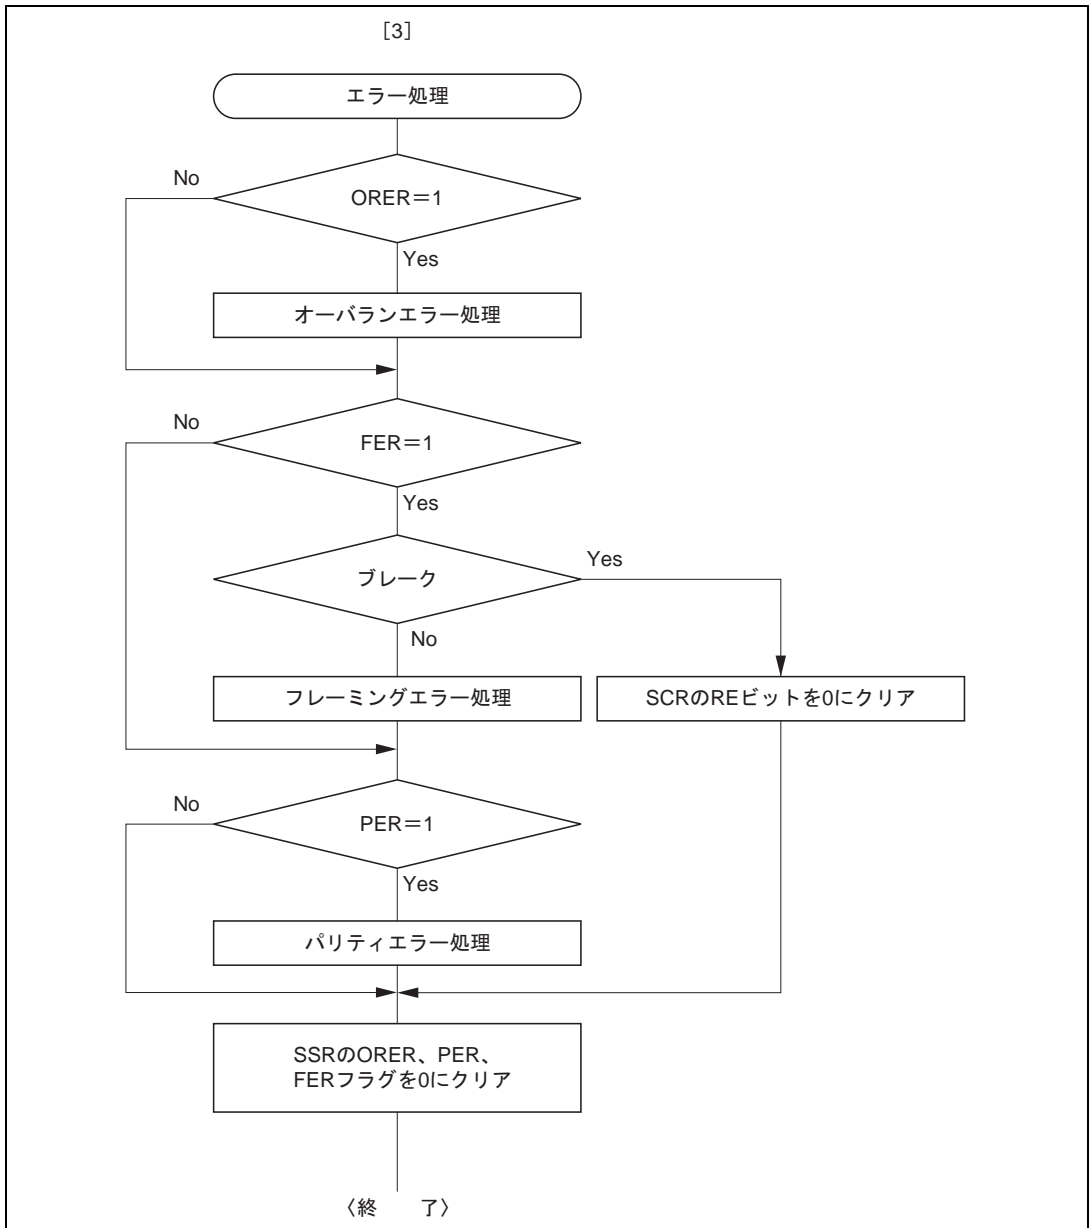 [3]
エラー処理
No
ORER＝1
Yes
オーバランエラー処理
No
FER＝1
Yes
ブレーク
Yes
No
フレーミングエラー処理
SCRのREビットを0にクリア
No
PER＝1
Yes
パリティエラー処理
SSRのORER、PER、
FERフラグを0にクリア
〈終　了〉